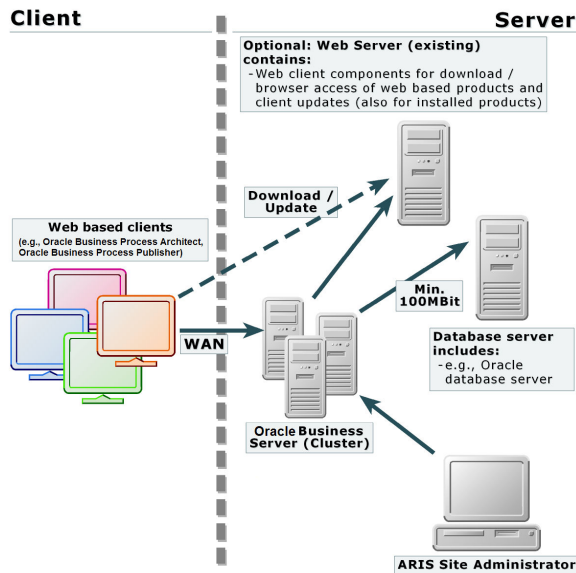 Client
Server
Optional: Web Server (existing)
contains:
-Web client components for download /
browser access of web based products and
client updates (also for installed products)
Download /
Update
Web based clients
(e.g., Oracle Business Process Architect,
Oracle Business Process Publisher)
WAN
Min.
100MBit
Database server
includes:
-e.g., Oracle
database server
Oracle Business
Server (Cluster)
ARIS Site Administrator